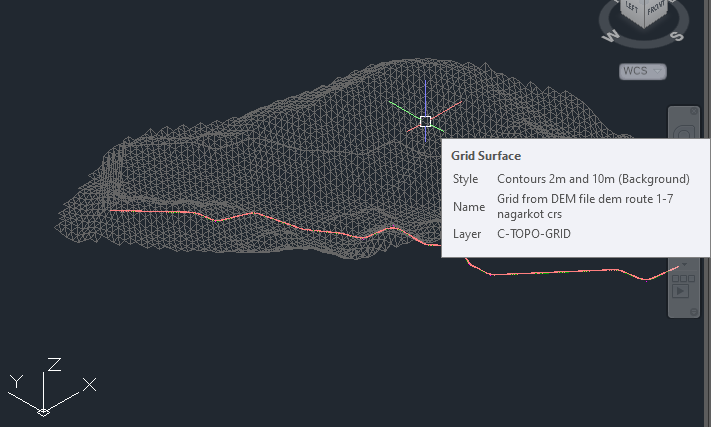 LEFT
FRONT
W
S
WCS
Grid Surface
Style Contours 2m and 10m (Background)
Name Grid from DEM file dem route 1-7
nagarkot crs
Layer C-TOPO-GRID
Z
Y
X